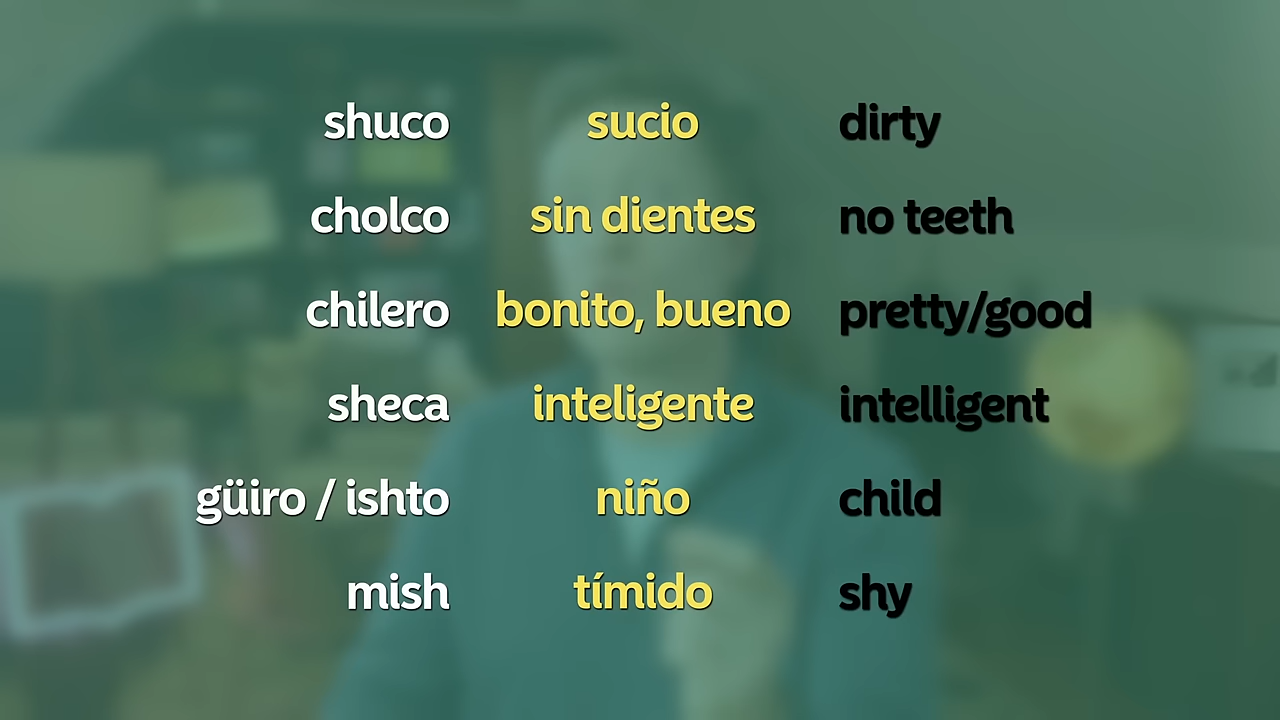 shuco sucio dirty
cholco sin dientes no teeth
chilero bonito, bueno pretty/good
sheca inteligente intelligent
güiro / ishto niño child
mish tímido shy